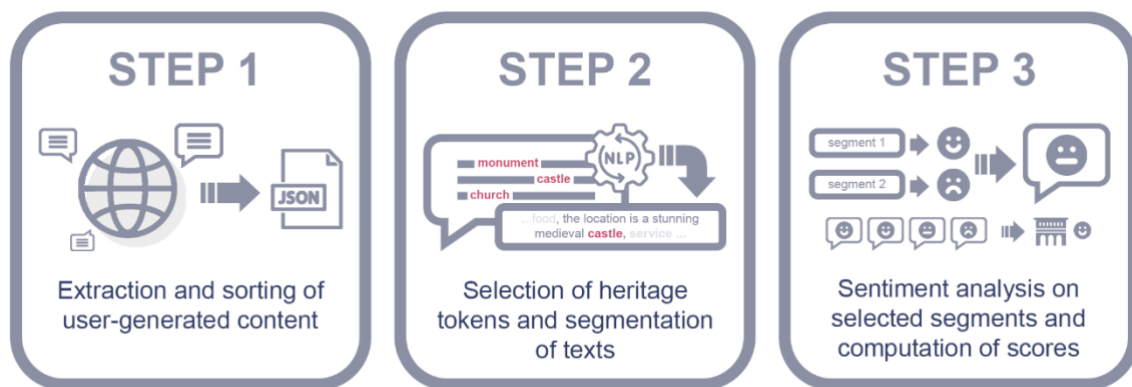 STEP 1
JSON
Extraction and sorting of
user-generated content
STEP 2
monument
castle
church
NLP
...food, the location is a stunning
medieval castle, service ...
Selection of heritage
tokens and segmentation
of texts
STEP 3
segment 1
segment 2
Sentiment analysis on
selected segments and
computation of scores